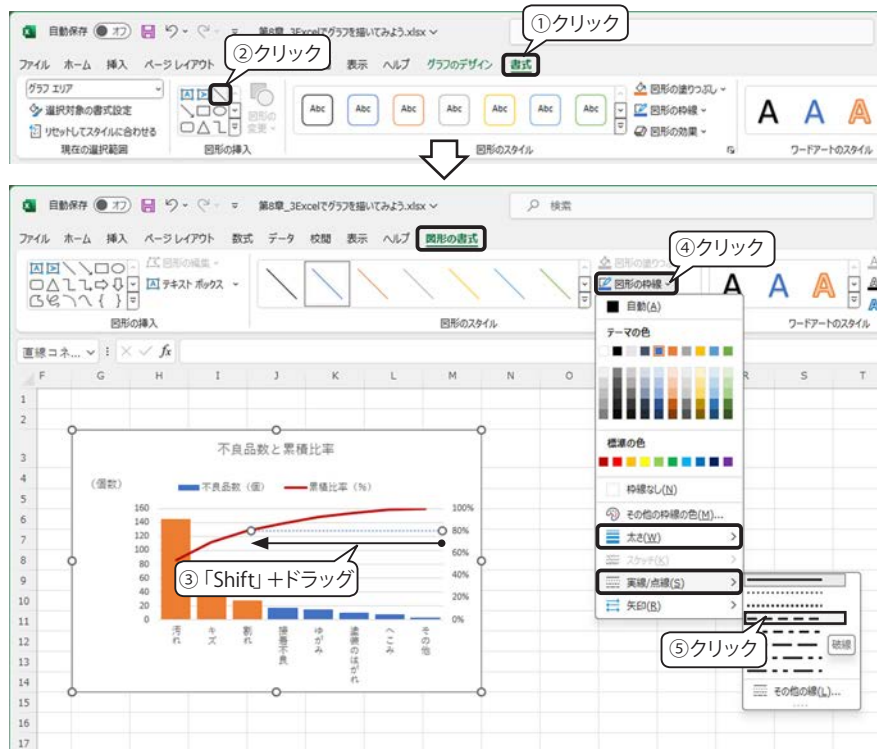 自動保存 オフ 第8章_3Excelでグラフを描いてみよう.xlsx
①クリック
②クリック
ファイル ホーム 挿入 ページレイアウト 表示 ヘルプ グラフのデザイン 書式
グラフ エリア
選択対象の書式設定
リセットしてスタイルに合わせる
現在の選択範囲
図形の変更
図形の挿入
Abc Abc Abc Abc Abc Abc Abc
図形のスタイル
図形の塗りつぶし
図形の枠線
図形の効果
A A A
ワードアートのスタイル
自動保存 オフ 第8章_3Excelでグラフを描いてみよう.xlsx 検索
ファイル ホーム 挿入 ページレイアウト 数式 データ 校閲 表示 ヘルプ 図形の書式
④クリック
図形の編集
テキスト ボックス
図形の挿入
図形のスタイル
図形の塗りつぶし
図形の枠線
A A A
ワードアートのスタイル
直線コネ... fx
F G H I J K L M N O R S T
1
2
3
4
5
6
7
8
9
10
11
12
13
14
15
16
17
不良品数と累積比率
(個数)
不良品数(個) 累積比率(%)
160
140
120
100
80
60
40
20
0
100%
80%
60%
40%
20%
0%
③「Shift」+ドラッグ
汚れ
キズ
割れ
接着不良
ゆがみ
塗装のはがれ
へこみ
その他
自動(A)
テーマの色
標準の色
枠線なし(N)
その他の枠線の色(M)...
太さ(W)
スケッチ(K)
実線/点線(S)
矢印(R)
⑤クリック
破線
その他の線(L)...